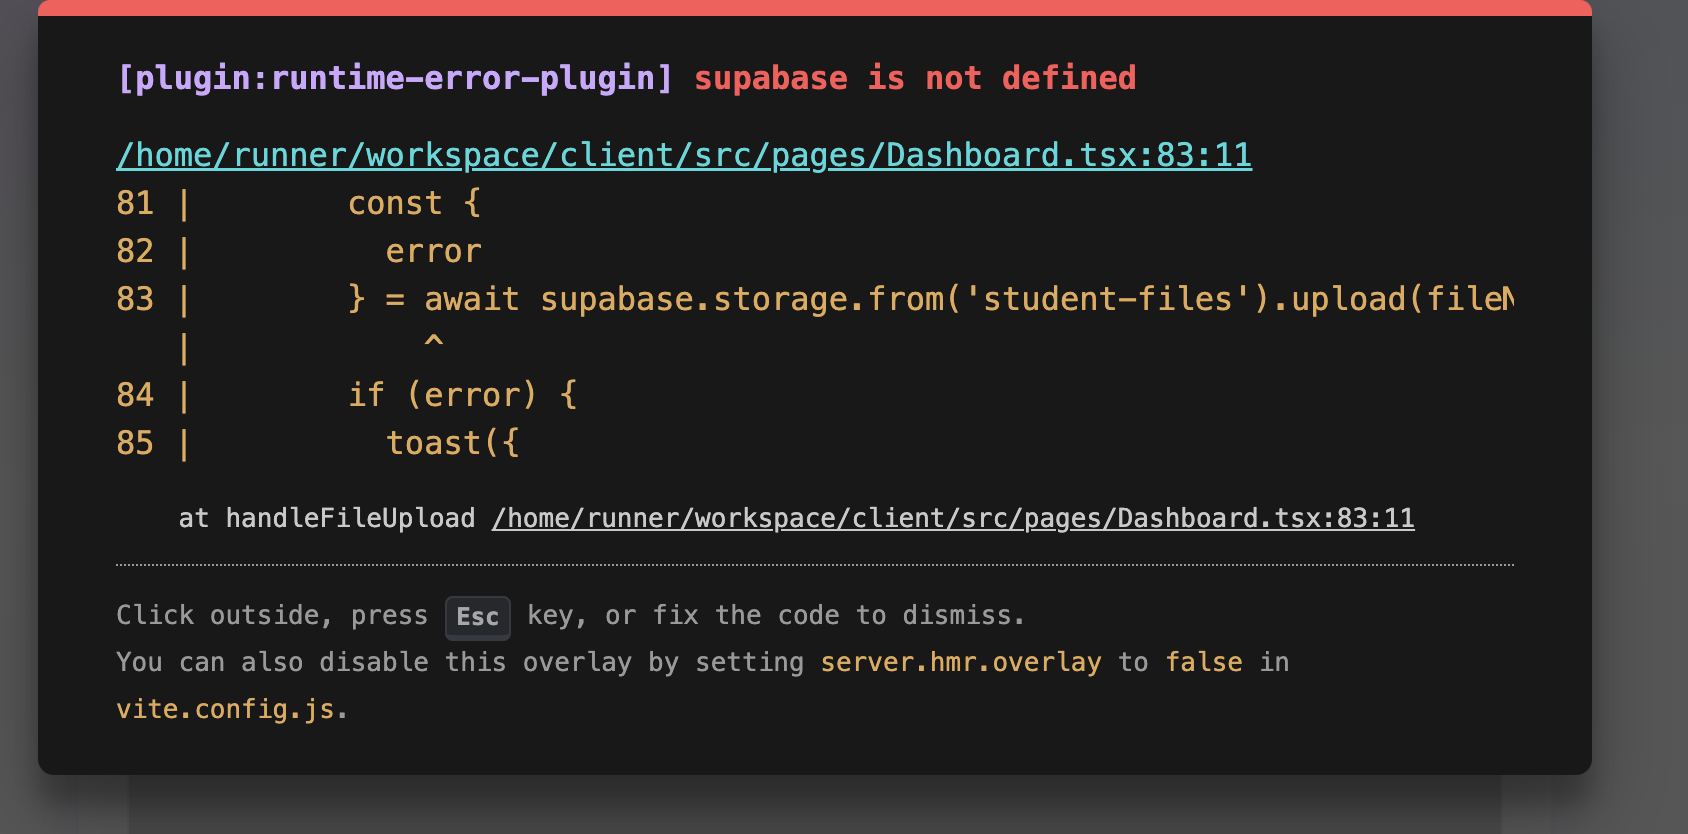 [plugin:runtime-error-plugin] supabase is not defined
/home/runner/workspace/client/src/pages/Dashboard.tsx:83:11
81 |        const {
82 |          error
83 |        } = await supabase.storage.from('student-files').upload(fileN
   |            ^
84 |        if (error) {
85 |          toast({
at handleFileUpload /home/runner/workspace/client/src/pages/Dashboard.tsx:83:11
Click outside, press Esc key, or fix the code to dismiss.
You can also disable this overlay by setting server.hmr.overlay to false in
vite.config.js.